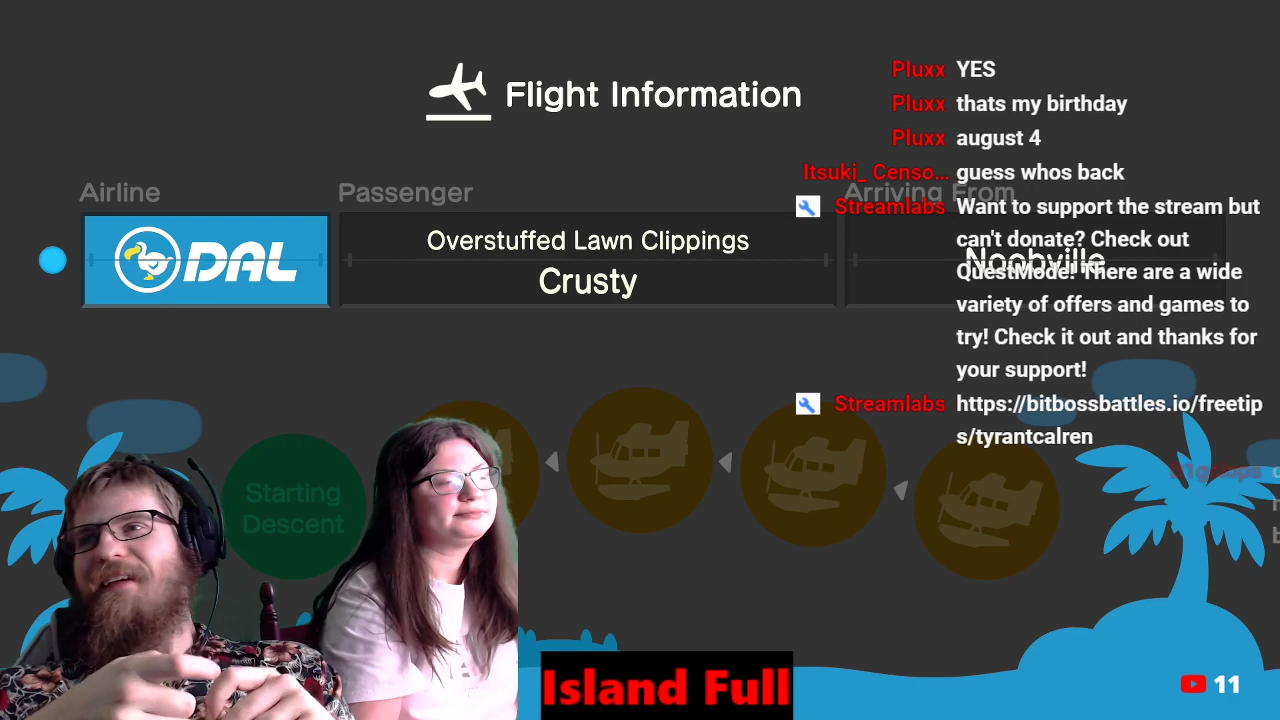 Flight Information
Airline
Passenger
Arriving From
DAL
Overstuffed Lawn Clippings
Crusty
Noobville
Starting
Descent
Pluxx YES
Pluxx thats my birthday
Pluxx august 4
Itsuki_ Censo... guess whos back
Streamlabs Want to support the stream but
can't donate? Check out
QuestMode! There are a wide
variety of offers and games to
try! Check it out and thanks for
your support!
Streamlabs https://bitbossbattles.io/freetip
s/tyrantcalren
Island Full
11